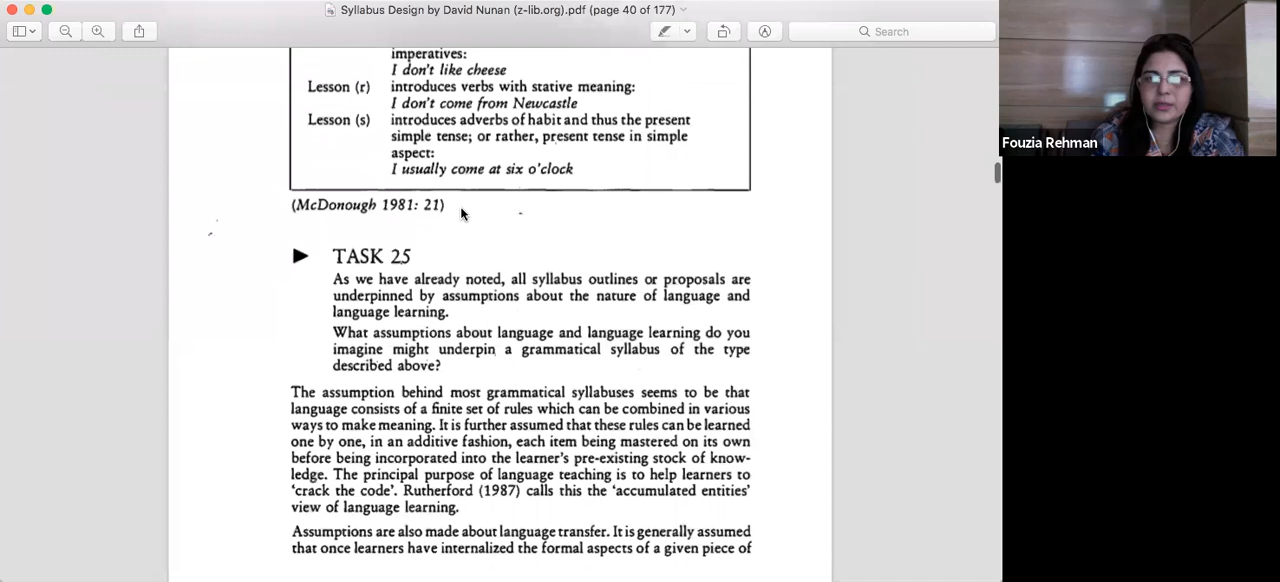 Syllabus Design by David Nunan (z-lib.org).pdf (page 40 of 177)
Search
imperatives:
I don't like cheese
Lesson (r) introduces verbs with stative meaning:
I don't come from Newcastle
Lesson (s) introduces adverbs of habit and thus the present
simple tense; or rather, present tense in simple
aspect:
I usually come at six o'clock
(McDonough 1981: 21)
► TASK 25
As we have already noted, all syllabus outlines or proposals are
underpinned by assumptions about the nature of language and
language learning.
What assumptions about language and language learning do you
imagine might underpin a grammatical syllabus of the type
described above?
The assumption behind most grammatical syllabuses seems to be that
language consists of a finite set of rules which can be combined in various
ways to make meaning. It is further assumed that these rules can be learned
one by one, in an additive fashion, each item being mastered on its own
before being incorporated into the learner's pre-existing stock of know-
ledge. The principal purpose of language teaching is to help learners to
'crack the code'. Rutherford (1987) calls this the 'accumulated entities'
view of language learning.
Assumptions are also made about language transfer. It is generally assumed
that once learners have internalized the formal aspects of a given piece of
Fouzia Rehman